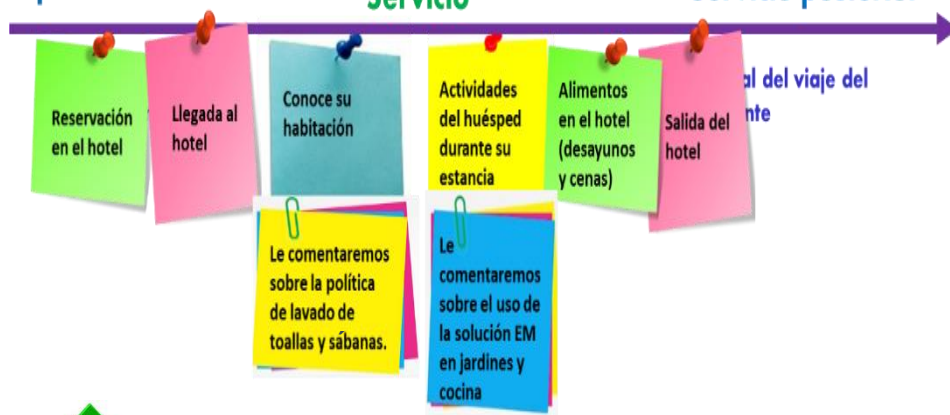 Servicio
Reservación
en el hotel
Llegada al
hotel
Conoce su
habitación
Actividades
del huésped
durante su
estancia
Alimentos
en el hotel
(desayunos
y cenas)
Salida del
hotel
del viaje del
Le comentaremos
sobre la política
de lavado de
toallas y sábanas.
Le
comentaremos
sobre el uso de
la solución EM
en jardines y
cocina